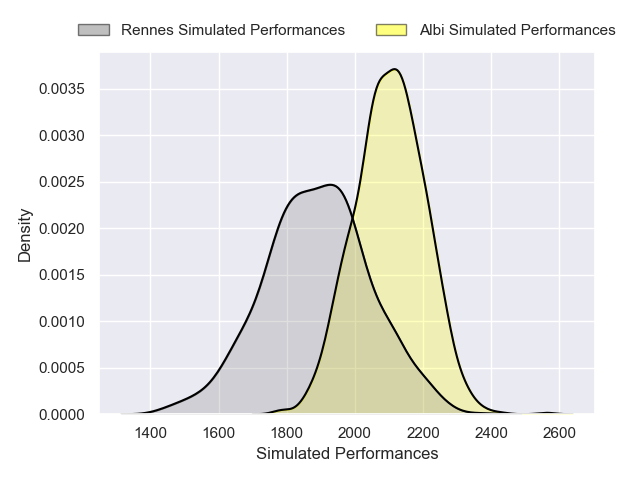 Rennes Simulated Performances Albi Simulated Performances
0.0035
0.0030
0.0025
0.0020
0.0015
0.0010
0.0005
0.0000
Density
1400 1600 1800 2000 2200 2400 2600
Simulated Performances